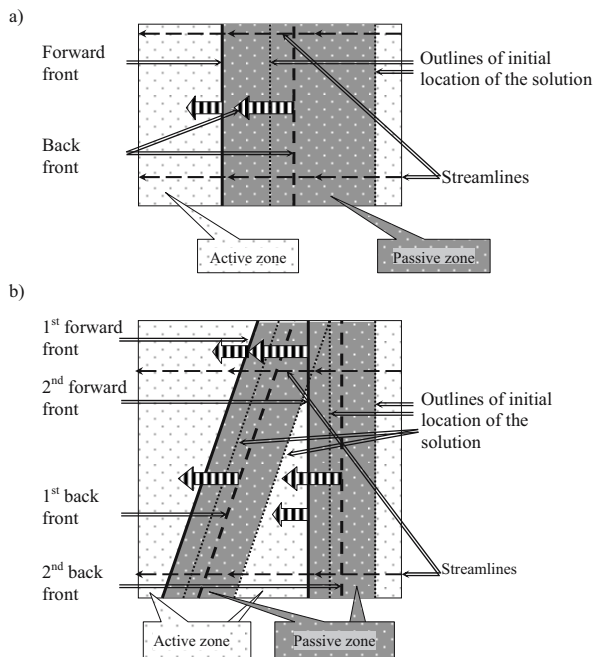 a)
Forward
front
Outlines of initial
location of the solution
Back
front
Streamlines
Active zone
Passive zone
b)
1st forward
front
2nd forward
front
Outlines of initial
location of the
solution
1st back
front
2nd back
front
Streamlines
Active zone
Passive zone